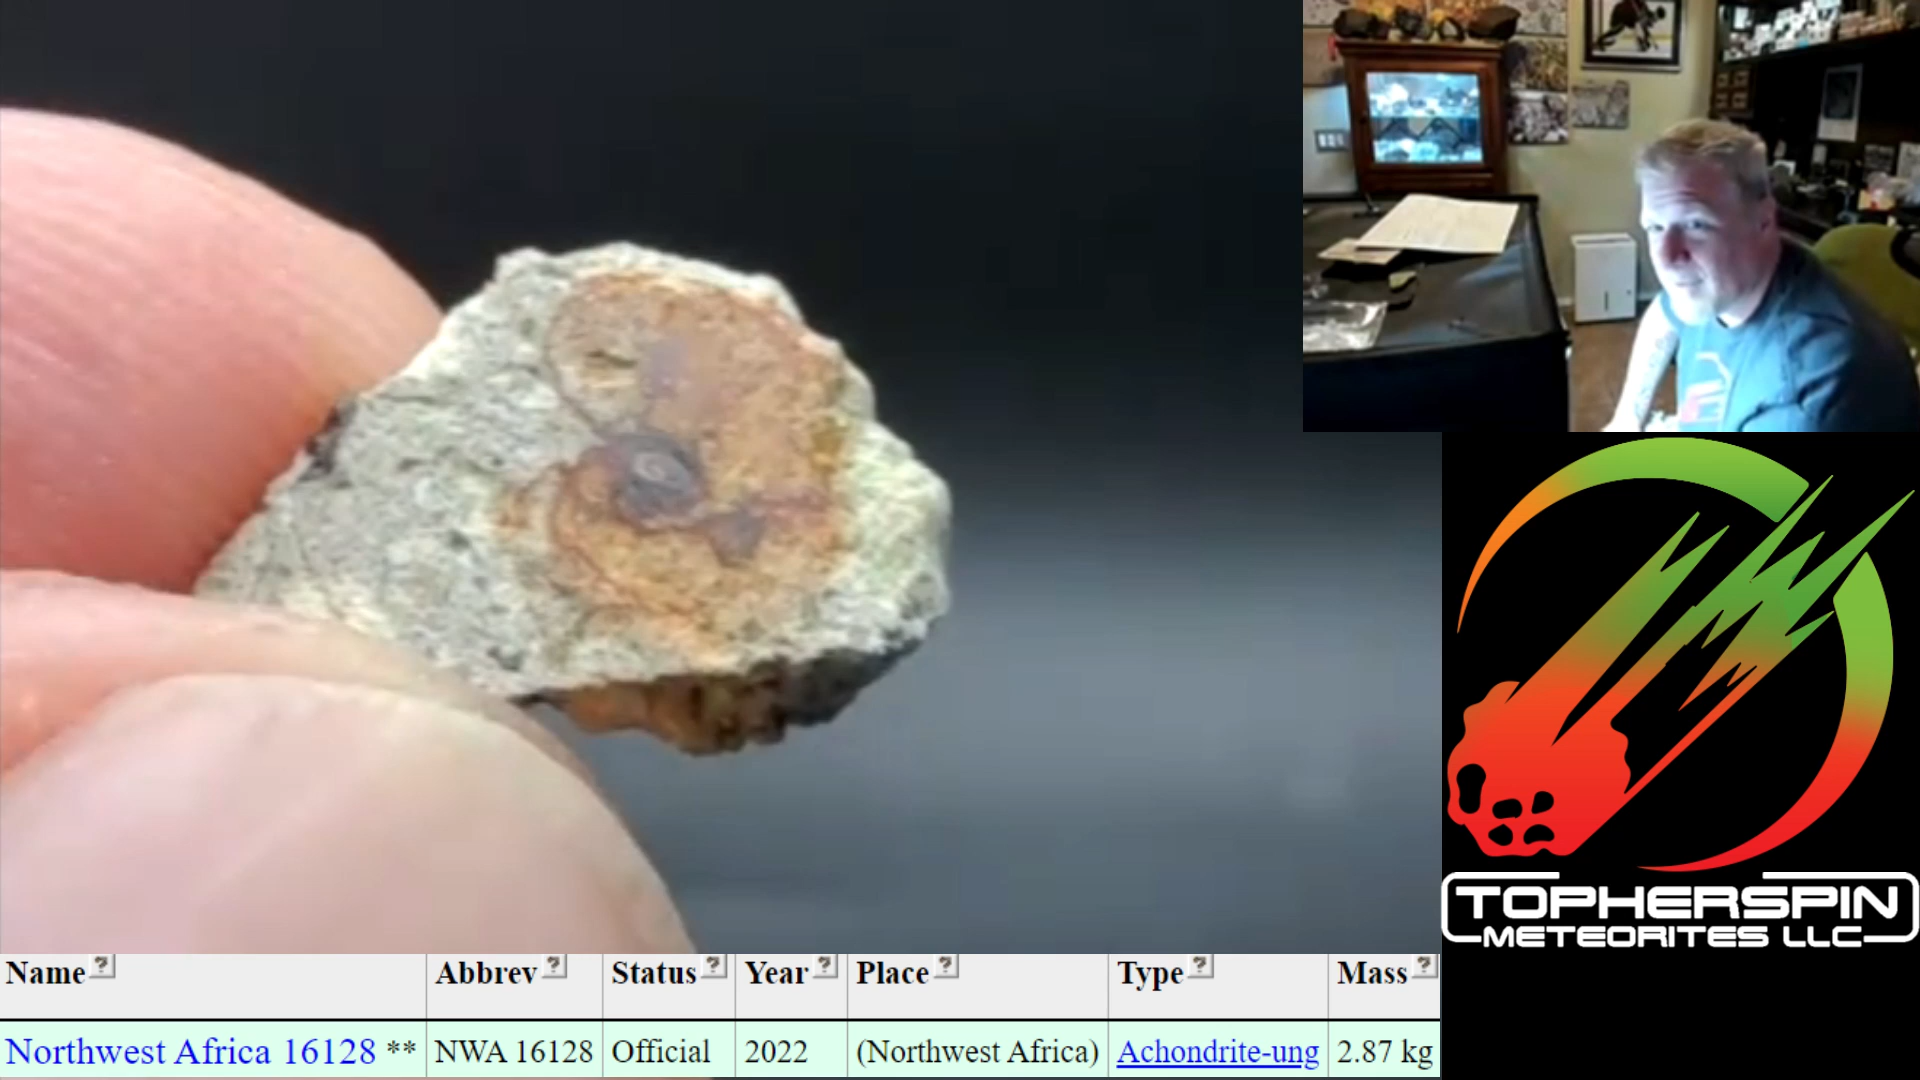 TOPHERSPIN
METEORITES LLC
Name ? Abbrev ? Status ? Year ? Place ? Type ? Mass ?
Northwest Africa 16128 ** NWA 16128 Official 2022 (Northwest Africa) Achondrite-ung 2.87 kg